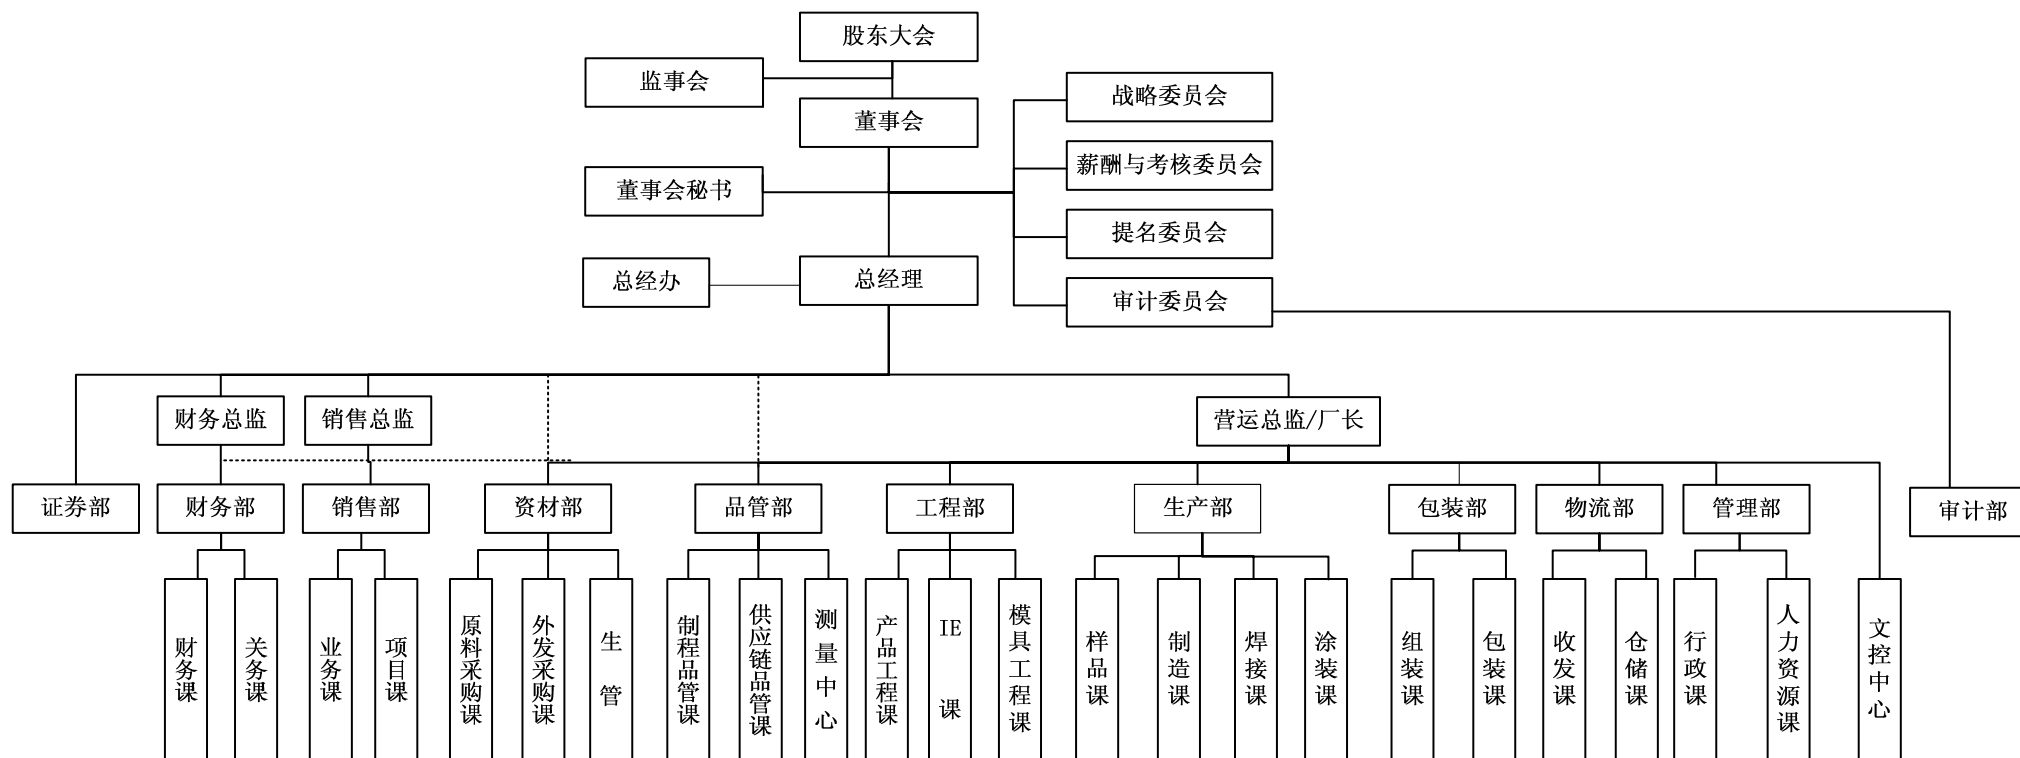 股东大会
监事会
董事会
战略委员会
薪酬与考核委员会
董事会秘书
提名委员会
总经办
总经理
审计委员会
财务总监
销售总监
营运总监/厂长
证券部
财务部
销售部
资材部
品管部
工程部
生产部
包装部
物流部
管理部
审计部
财务课
关务课
业务课
项目课
原料采购课
外发采购课
生管
制程品管课
供应链品管课
测量中心
产品工程课
IE课
模具工程课
样品课
制造课
焊接课
涂装课
组装课
包装课
收发课
仓储课
行政课
人力资源课
文控中心